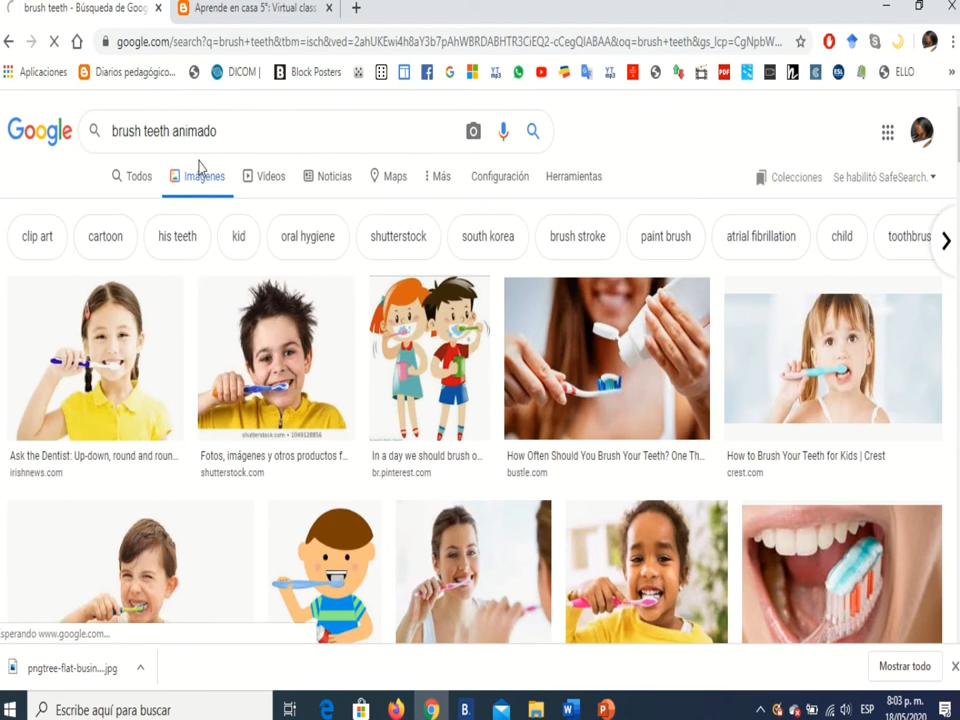 brush teeth - Búsqueda de Goog
Aprende en casa 5°: Virtual class
google.com/search?q=brush+teeth&tbm=isch&ved=2ahUKEwi4h8aY3b7pAhWBRDABHTR3CiEQ2-cCegQIABAA&oq=brush+teeth&gs_lcp=CgNpbW...
Aplicaciones
Diarios pedagógico...
DICOM |
Block Posters
ELLO
Google
brush teeth animado
Todos
Imágenes
Videos
Noticias
Maps
Más
Configuración
Herramientas
Colecciones
Se habilitó SafeSearch.
clip art
cartoon
his teeth
kid
oral hygiene
shutterstock
south korea
brush stroke
paint brush
atrial fibrillation
child
toothbrus
shutterstock.com • 1049128856
Ask the Dentist: Up-down, round and roun...
irishnews.com
Fotos, imágenes y otros productos f...
shutterstock.com
In a day we should brush o...
br.pinterest.com
How Often Should You Brush Your Teeth? One Th...
bustle.com
How to Brush Your Teeth for Kids | Crest
crest.com
Esperando www.google.com...
pngtree-flat-busin....jpg
Mostrar todo
Escribe aquí para buscar
ESP
8:03 p. m.
18/05/2020